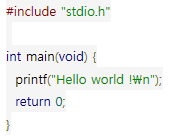 #include "stdio.h"

int main(void) {
  printf("Hello world !₩n");
  return 0;
}